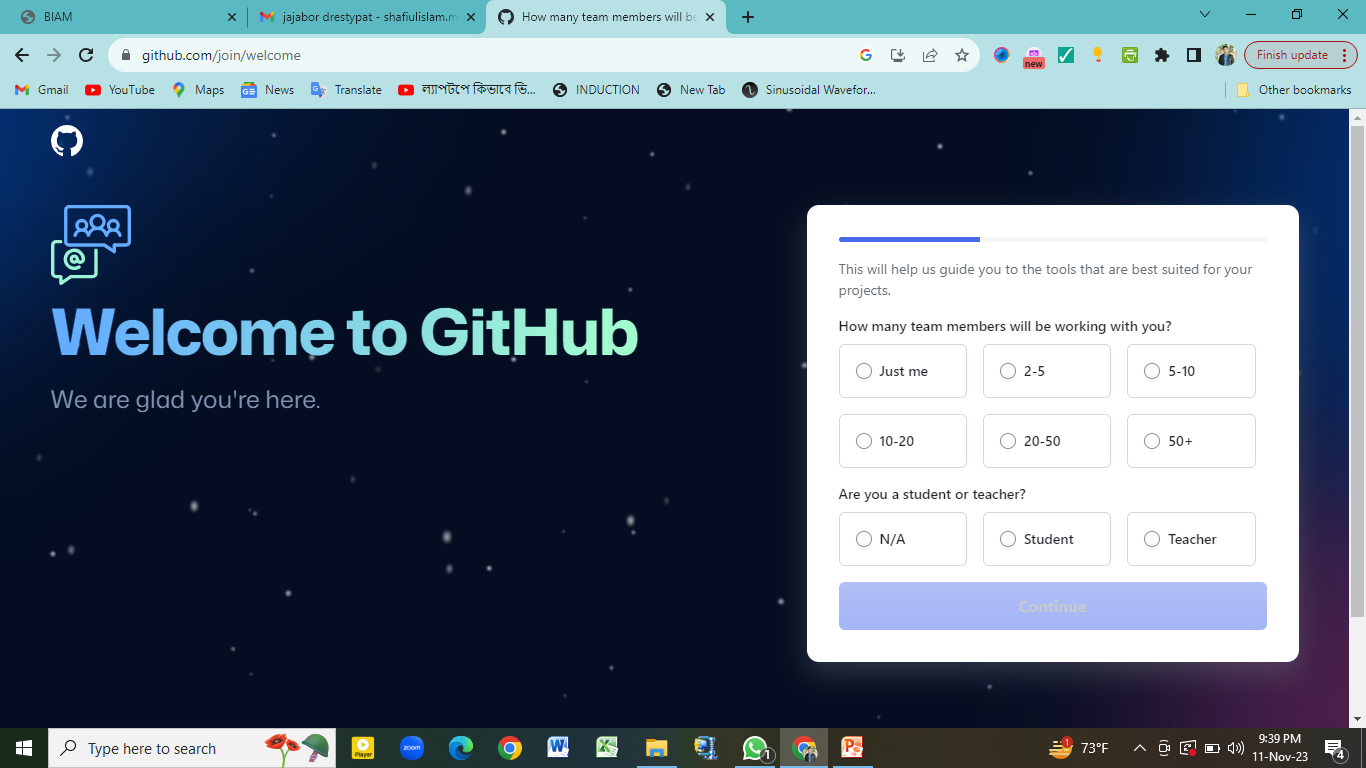 BIAM
jajabor drestypat - shafiulislam.m
How many team members will be
github.com/join/welcome
new
Finish update
Gmail
YouTube
Maps
News
Translate
ল্যাপটপে কিভাবে ভি...
INDUCTION
New Tab
Sinusoidal Wavefor...
Other bookmarks
Welcome to GitHub
We are glad you're here.
This will help us guide you to the tools that are best suited for your
projects.
How many team members will be working with you?
Just me
2-5
5-10
10-20
20-50
50+
Are you a student or teacher?
N/A
Student
Teacher
Continue
Type here to search
Player
zoom
1
1
73°F
9:39 PM
11-Nov-23
4